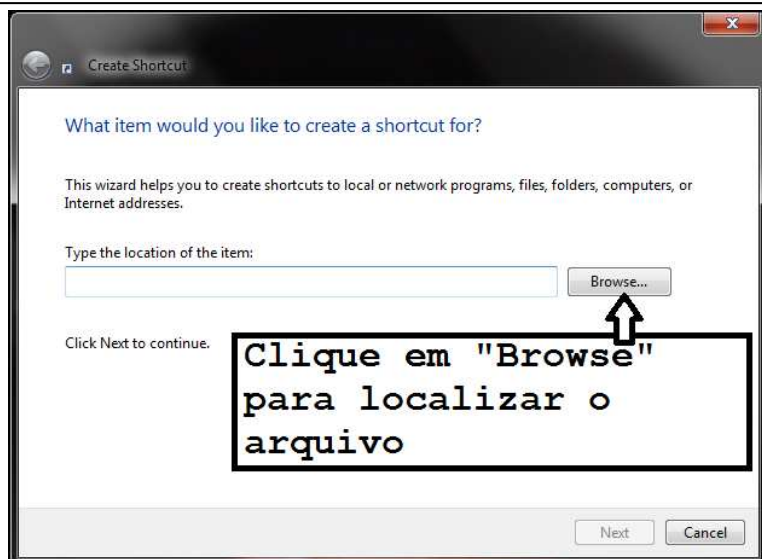 Create Shortcut
What item would you like to create a shortcut for?
This wizard helps you to create shortcuts to local or network programs, files, folders, computers, or
Internet addresses.
Type the location of the item:
Browse...
Click Next to continue.
Clique em "Browse"
para localizar o
arquivo
Next
Cancel